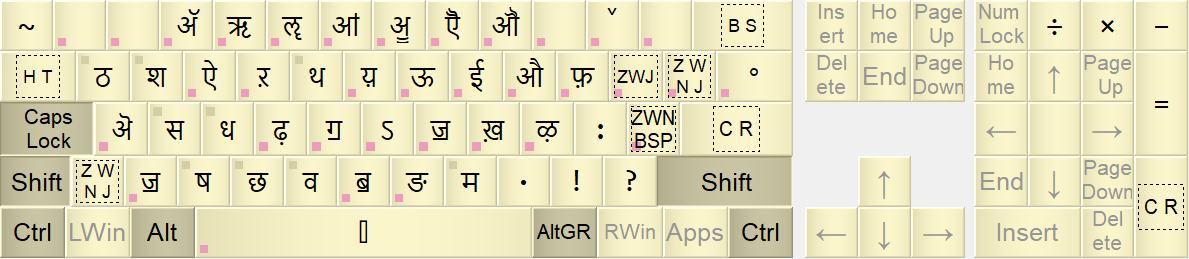 ~ ॲ ऋ ऌ ऑ ॵ ऍ औ ˇ BS Insert Home Page Up Num Lock ÷ × −
HT ठ श ऐ ऱ थ य़ ऊ ई औ फ़ ZWJ ZWNJ ° Delete End Page Down Home ↑ Page Up
Caps Lock ऎ स ध ढ़ ग़ ऽ ज़ ख़ ऴ : ZWNBSP CR ← → =
Shift ZWNJ ष छ व ङ म · ! ? Shift ↑ End ↓ Page Down CR
Ctrl LWin Alt AltGR RWin Apps Ctrl ← ↓ → Insert Delete